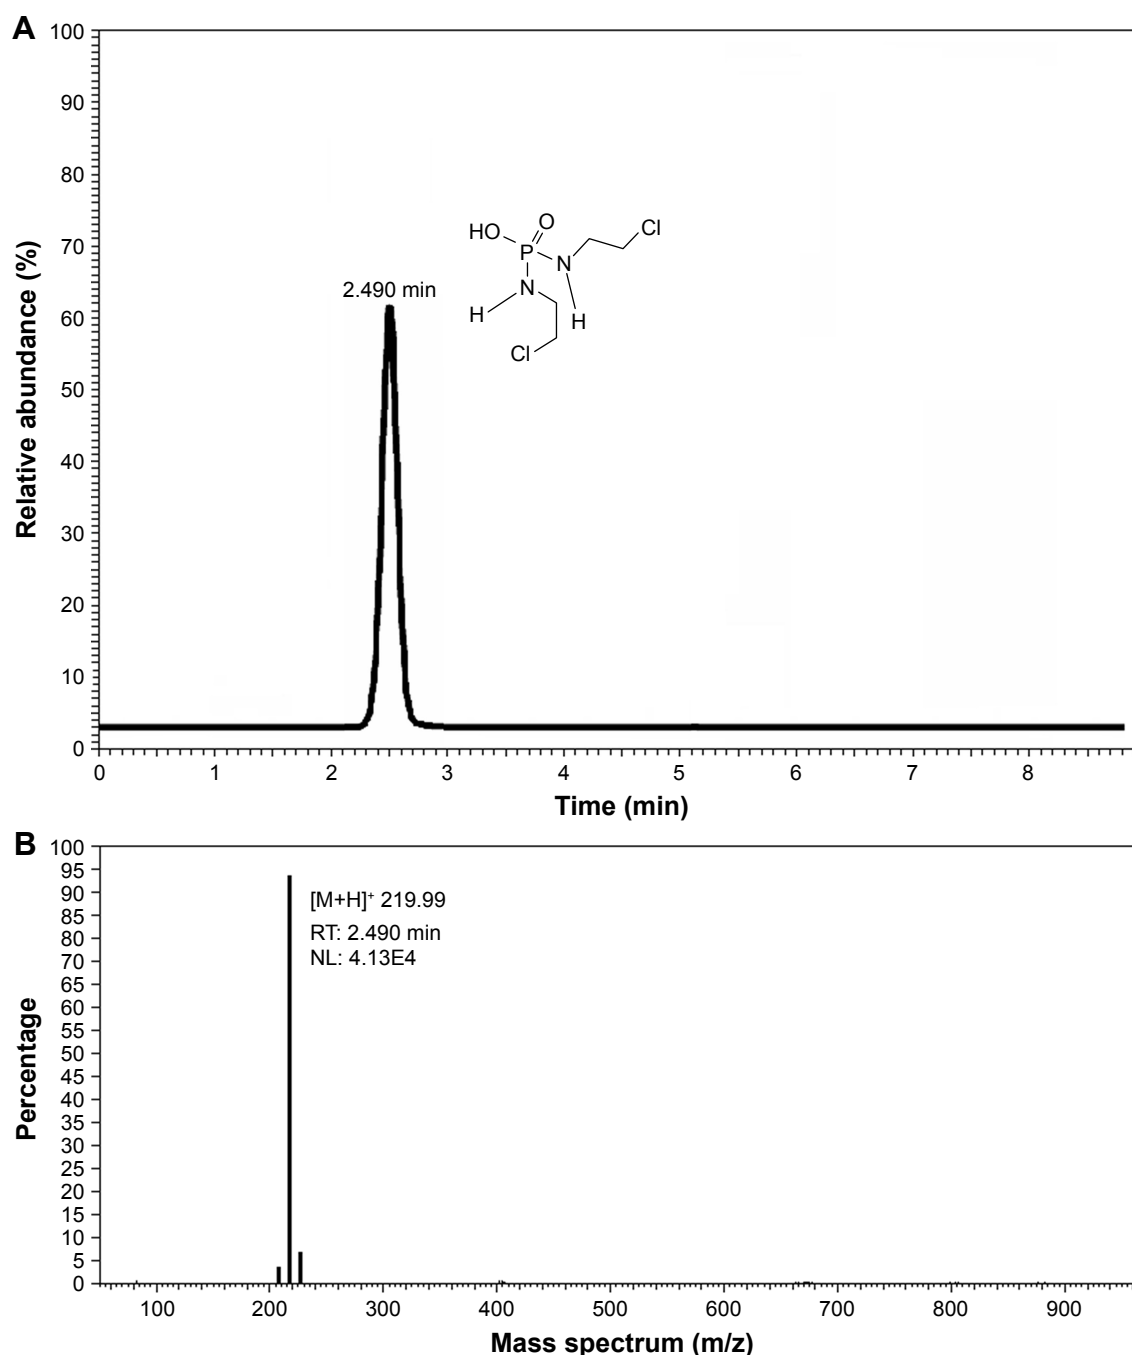 A
100
90
80
70
60
50
40
30
20
10
0
Relative abundance (%)
2.490 min
HO
O
P
N
Cl
N
H
H
Cl
0 1 2 3 4 5 6 7 8
Time (min)
B
100
95
90
85
80
75
70
65
60
55
50
45
40
35
30
25
20
15
10
5
0
Percentage
[M+H]+ 219.99
RT: 2.490 min
NL: 4.13E4
100 200 300 400 500 600 700 800 900
Mass spectrum (m/z)